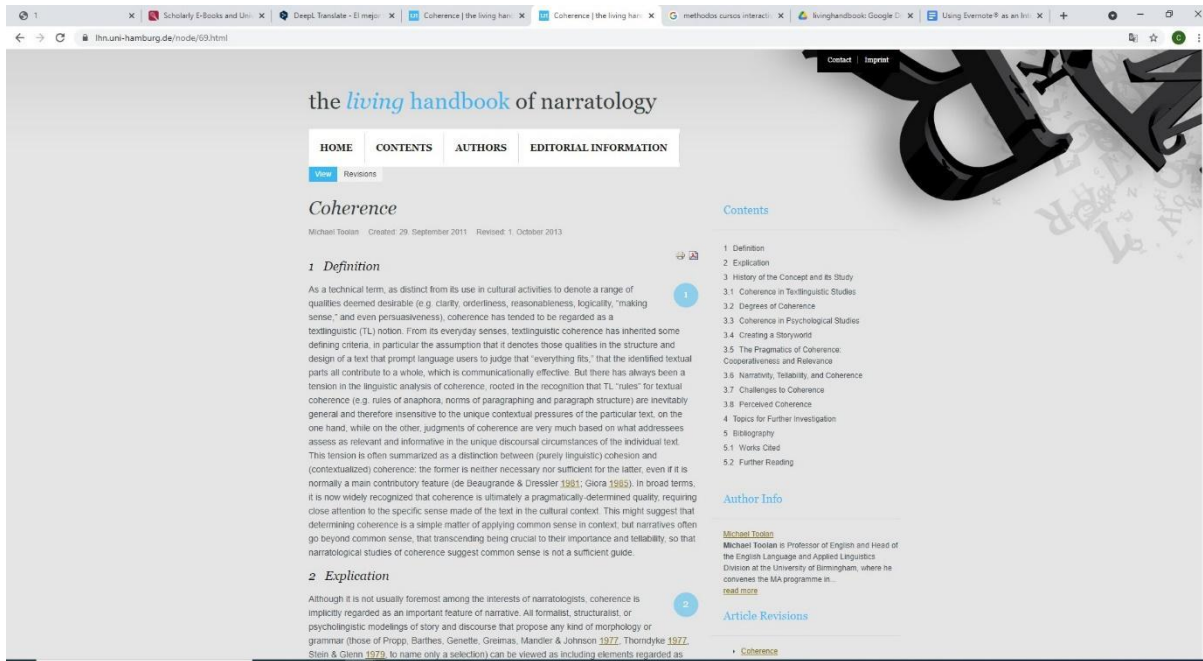 1
Scholarly E-Books and Uni
DeepL Translate - El mejor
Coherence | the living hand
Coherence | the living han
methodos cursos interacti
livinghandbook: Google D
Using Evernote® as an Int
lhn.uni-hamburg.de/node/69.html
Contact | Imprint
the living handbook of narratology
HOME CONTENTS AUTHORS EDITORIAL INFORMATION
View Revisions
Coherence
Michael Toolan Created: 29. September 2011 Revised: 1. October 2013
1 Definition
1
As a technical term, as distinct from its use in cultural activities to denote a range of
qualities deemed desirable (e.g. clarity, orderliness, reasonableness, logicality, "making
sense," and even persuasiveness), coherence has tended to be regarded as a
textlinguistic (TL) notion. From its everyday senses, textlinguistic coherence has inherited some
defining criteria, in particular the assumption that it denotes those qualities in the structure and
design of a text that prompt language users to judge that "everything fits," that the identified textual
parts all contribute to a whole, which is communicationally effective. But there has always been a
tension in the linguistic analysis of coherence, rooted in the recognition that TL "rules" for textual
coherence (e.g. rules of anaphora, norms of paragraphing and paragraph structure) are inevitably
general and therefore insensitive to the unique contextual pressures of the particular text, on the
one hand, while on the other, judgments of coherence are very much based on what addressees
assess as relevant and informative in the unique discoursal circumstances of the individual text.
This tension is often summarized as a distinction between (purely linguistic) cohesion and
(contextualized) coherence: the former is neither necessary nor sufficient for the latter, even if it is
normally a main contributory feature (de Beaugrande & Dressler 1981; Giora 1985). In broad terms,
it is now widely recognized that coherence is ultimately a pragmatically-determined quality, requiring
close attention to the specific sense made of the text in the cultural context. This might suggest that
determining coherence is a simple matter of applying common sense in context, but narratives often
go beyond common sense, that transcending being crucial to their importance and tellability, so that
narratological studies of coherence suggest common sense is not a sufficient guide.
2 Explication
2
Although it is not usually foremost among the interests of narratologists, coherence is
implicitly regarded as an important feature of narrative. All formalist, structuralist, or
psycholingistic modelings of story and discourse that propose any kind of morphology or
grammar (those of Propp, Barthes, Genette, Greimas, Mandler & Johnson 1977, Thorndyke 1977,
Stein & Glenn 1979, to name only a selection) can be viewed as including elements regarded as
Contents
1 Definition
2 Explication
3 History of the Concept and its Study
3.1 Coherence in Textlinguistic Studies
3.2 Degrees of Coherence
3.3 Coherence in Psychological Studies
3.4 Creating a Storyworld
3.5 The Pragmatics of Coherence:
Cooperativeness and Relevance
3.6 Narrativity, Tellability, and Coherence
3.7 Challenges to Coherence
3.8 Perceived Coherence
4 Topics for Further Investigation
5 Bibliography
5.1 Works Cited
5.2 Further Reading
Author Info
Michael Toolan
Michael Toolan is Professor of English and Head of
the English Language and Applied Linguistics
Division at the University of Birmingham, where he
convenes the MA programme in...
read more
Article Revisions
Coherence